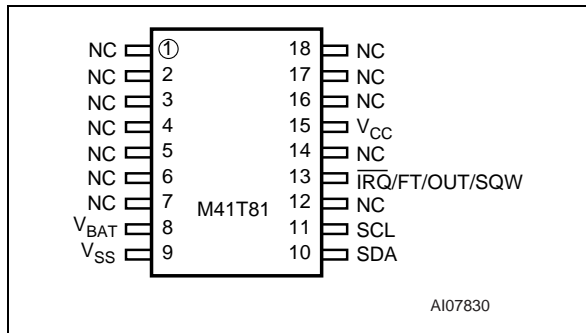 NC 1 18 NC
NC 2 17 NC
NC 3 16 NC
NC 4 15 VCC
NC 5 14 NC
NC 6 13 I̅R̅Q̅/FT/OUT/SQW
NC 7 12 NC
M41T81
VBAT 8 11 SCL
VSS 9 10 SDA
AI07830